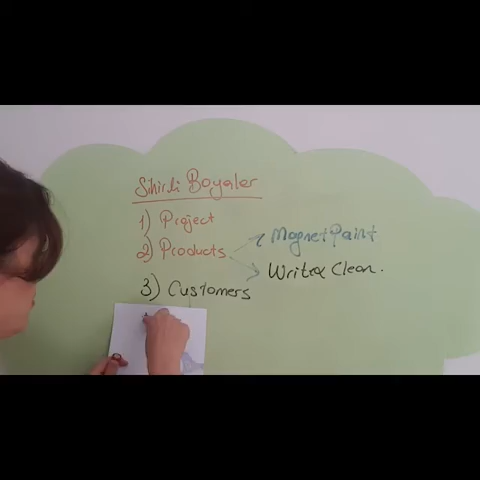 Sihirli Boyalar
1) Project
2) Products
MagnetPaint
Write & Clean.
3) Customers